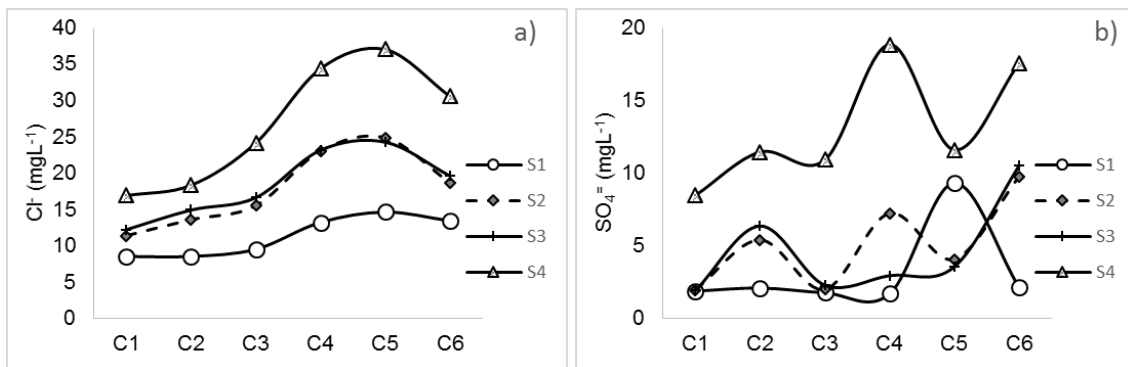 a)
40
35
30
25
20
15
10
5
0
Cl- (mgL-1)
C1 C2 C3 C4 C5 C6
S1
S2
S3
S4
b)
20
15
10
5
0
SO4= (mgL-1)
C1 C2 C3 C4 C5 C6
S1
S2
S3
S4